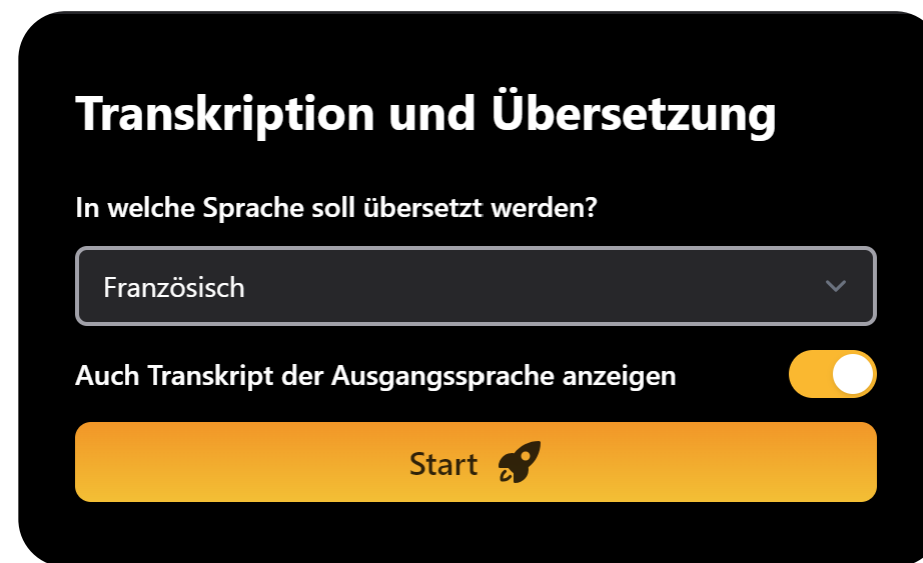 Transkription und Übersetzung
In welche Sprache soll übersetzt werden?
Französisch
Auch Transkript der Ausgangssprache anzeigen
Start